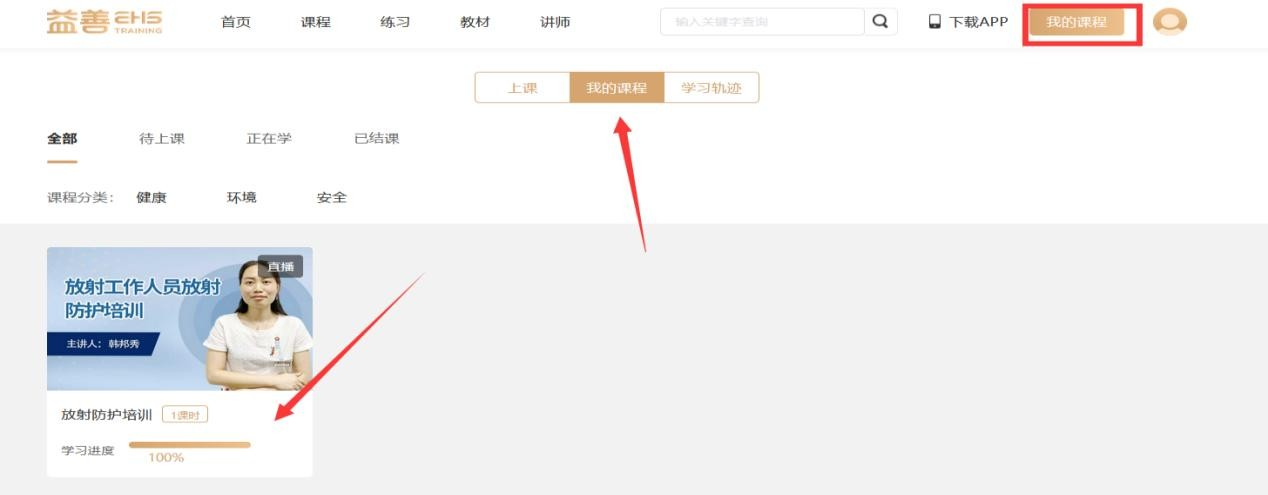 益善 EHS
TRAINING
首页 课程 练习 教材 讲师
输入关键字查询
下载APP
我的课程
上课 我的课程 学习轨迹
全部 待上课 正在学 已结课
课程分类： 健康 环境 安全
直播
放射工作人员放射
防护培训
主讲人：韩邦秀
放射防护培训 1课时
学习进度
100%